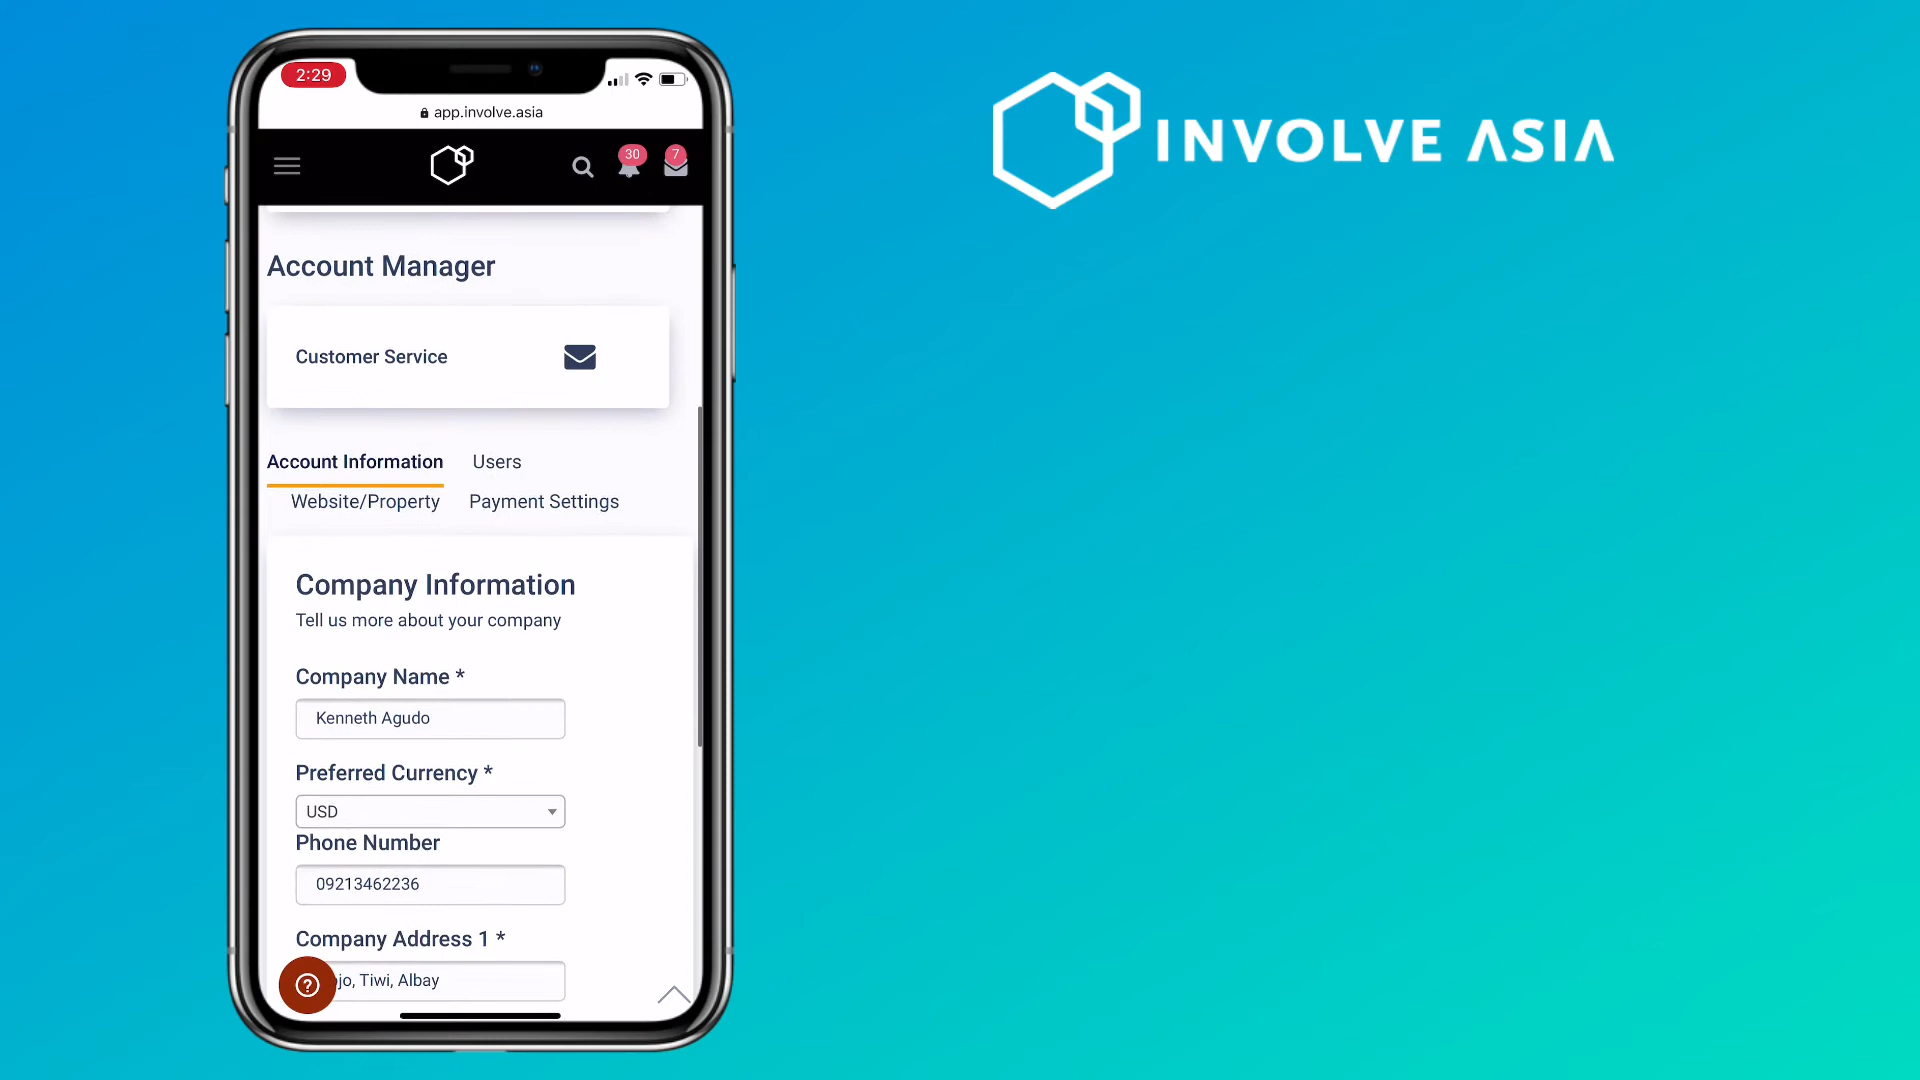 2:29
app.involve.asia
30
7
INVOLVE ASIA
Account Manager
Customer Service
Account Information Users
Website/Property Payment Settings
Company Information
Tell us more about your company
Company Name *
Kenneth Agudo
Preferred Currency *
USD
Phone Number
09213462236
Company Address 1 *
jo, Tiwi, Albay
?